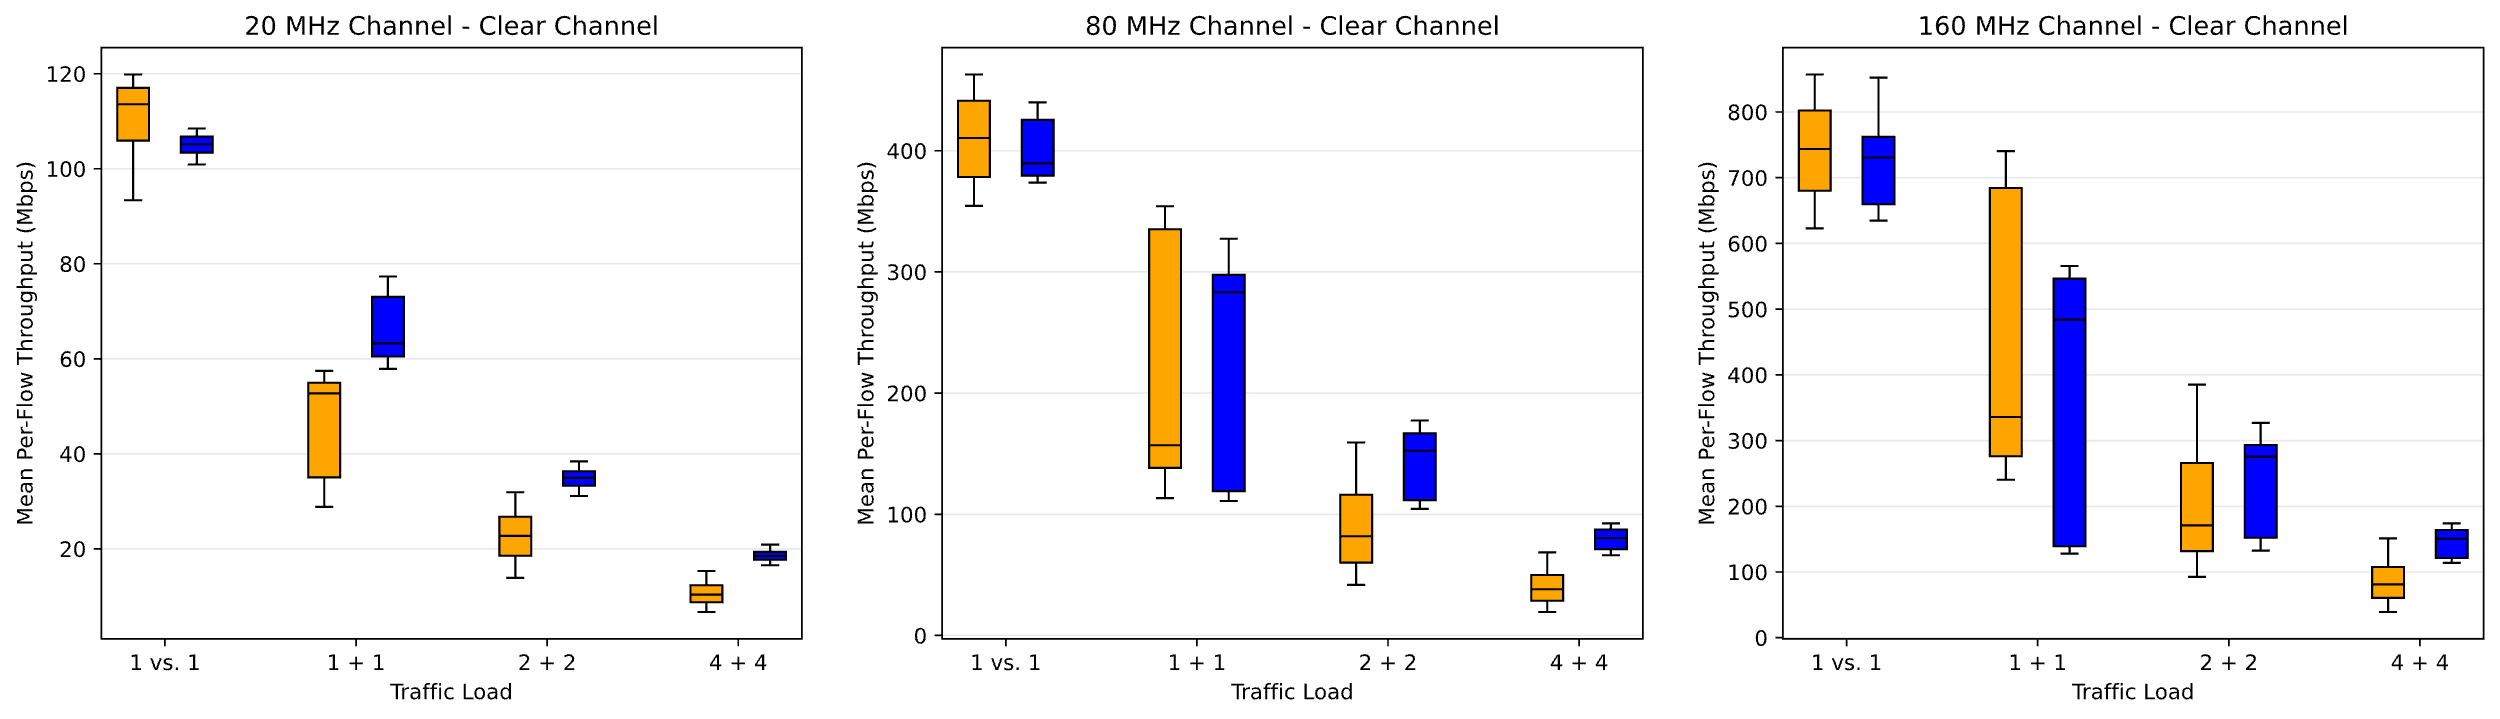 20 MHz Channel - Clear Channel
Mean Per-Flow Throughput (Mbps)
120
100
80
60
40
20
1 vs. 1
1 + 1
2 + 2
4 + 4
Traffic Load
80 MHz Channel - Clear Channel
Mean Per-Flow Throughput (Mbps)
400
300
200
100
0
1 vs. 1
1 + 1
2 + 2
4 + 4
Traffic Load
160 MHz Channel - Clear Channel
Mean Per-Flow Throughput (Mbps)
800
700
600
500
400
300
200
100
0
1 vs. 1
1 + 1
2 + 2
4 + 4
Traffic Load